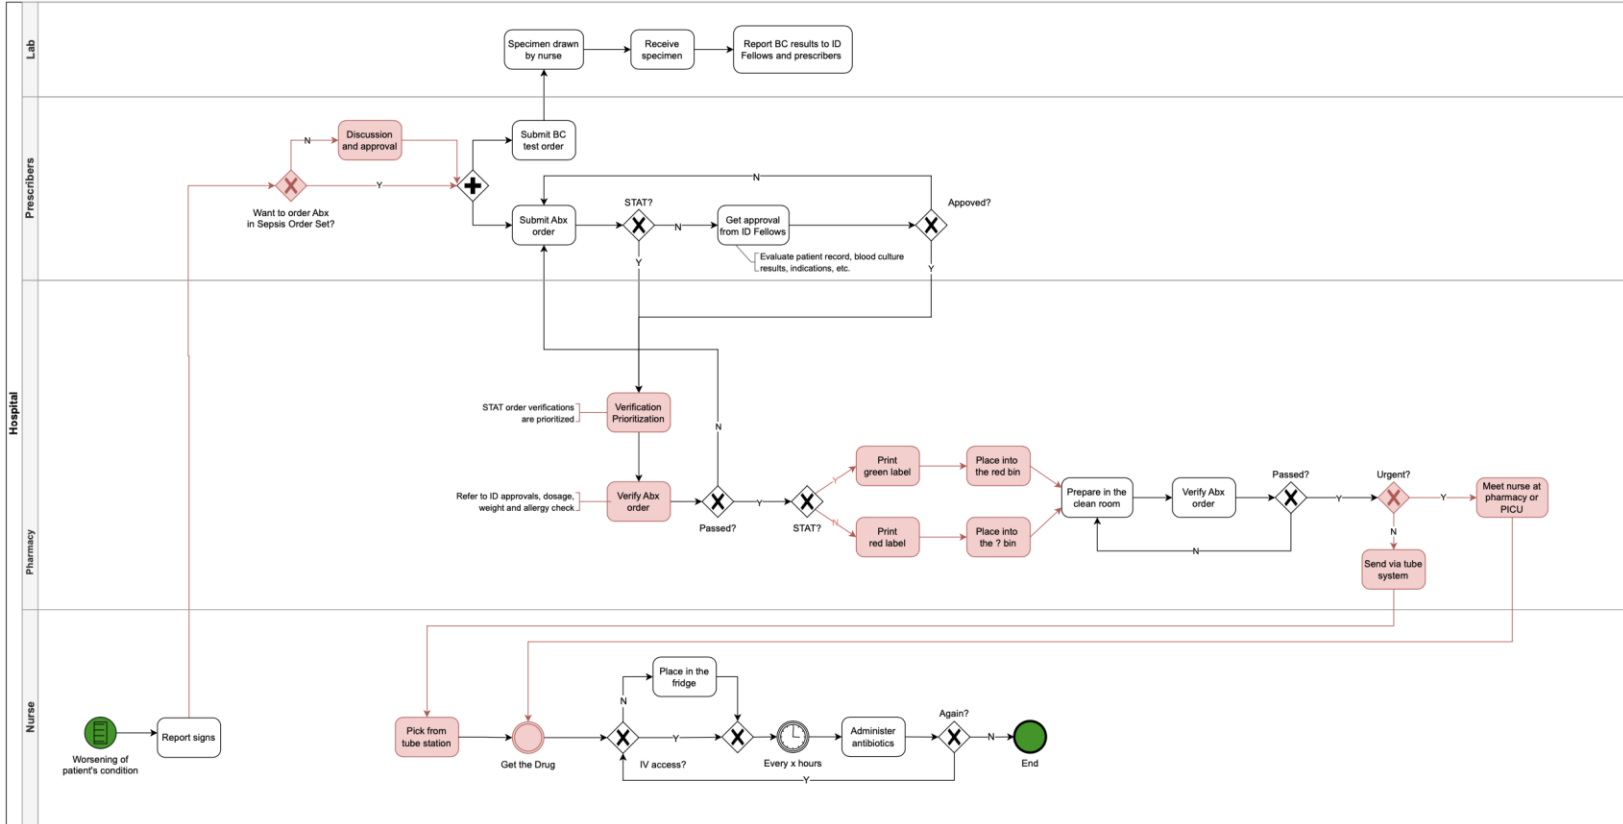 Hospital
Lab
Specimen drawn
by nurse
Receive
specimen
Report BC results to ID
Fellows and prescribers
Prescribers
Discussion
and approval
N
Y
Want to order Abx
in Sepsis Order Set?
Submit BC
test order
N
Submit Abx
order
STAT?
N
Y
Get approval
from ID Fellows
Evaluate patient record, blood culture
results, indications, etc.
Appoved?
Y
Pharmacy
STAT order verifications
are prioritized
Verification
Prioritization
N
Refer to ID approvals, dosage,
weight and allergy check
Verify Abx
order
Passed?
Y
STAT?
Y
N
Print
green label
Place into
the red bin
Print
red label
Place into
the ? bin
Prepare in the
clean room
Verify Abx
order
Passed?
Y
N
Urgent?
Y
N
Meet nurse at
pharmacy or
PICU
Send via tube
system
Nurse
Worsening of
patient's condition
Report signs
Pick from
tube station
Get the Drug
Place in the
fridge
N
Y
IV access?
Every x hours
Administer
antibiotics
Again?
N
Y
End